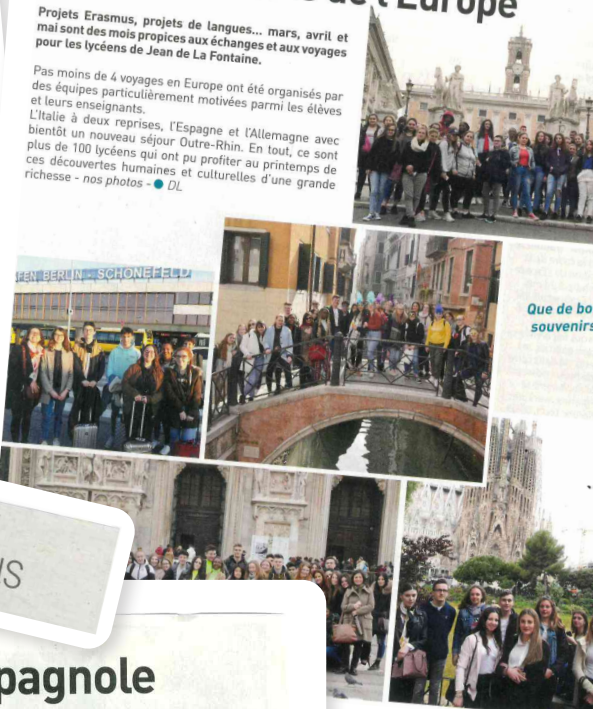 de l'Europe
Projets Erasmus, projets de langues... mars, avril et
mai sont des mois propices aux échanges et aux voyages
pour les lycéens de Jean de La Fontaine.
Pas moins de 4 voyages en Europe ont été organisés par
des équipes particulièrement motivées parmi les élèves
et leurs enseignants.
L'Italie à deux reprises, l'Espagne et l'Allemagne avec
bientôt un nouveau séjour Outre-Rhin. En tout, ce sont
plus de 100 lycéens qui ont pu profiter au printemps de
ces découvertes humaines et culturelles d'une grande
richesse - nos photos - DL
FEN BERLIN - SCHÖNEFELD
Que de bo
souvenirs
US
pagnole